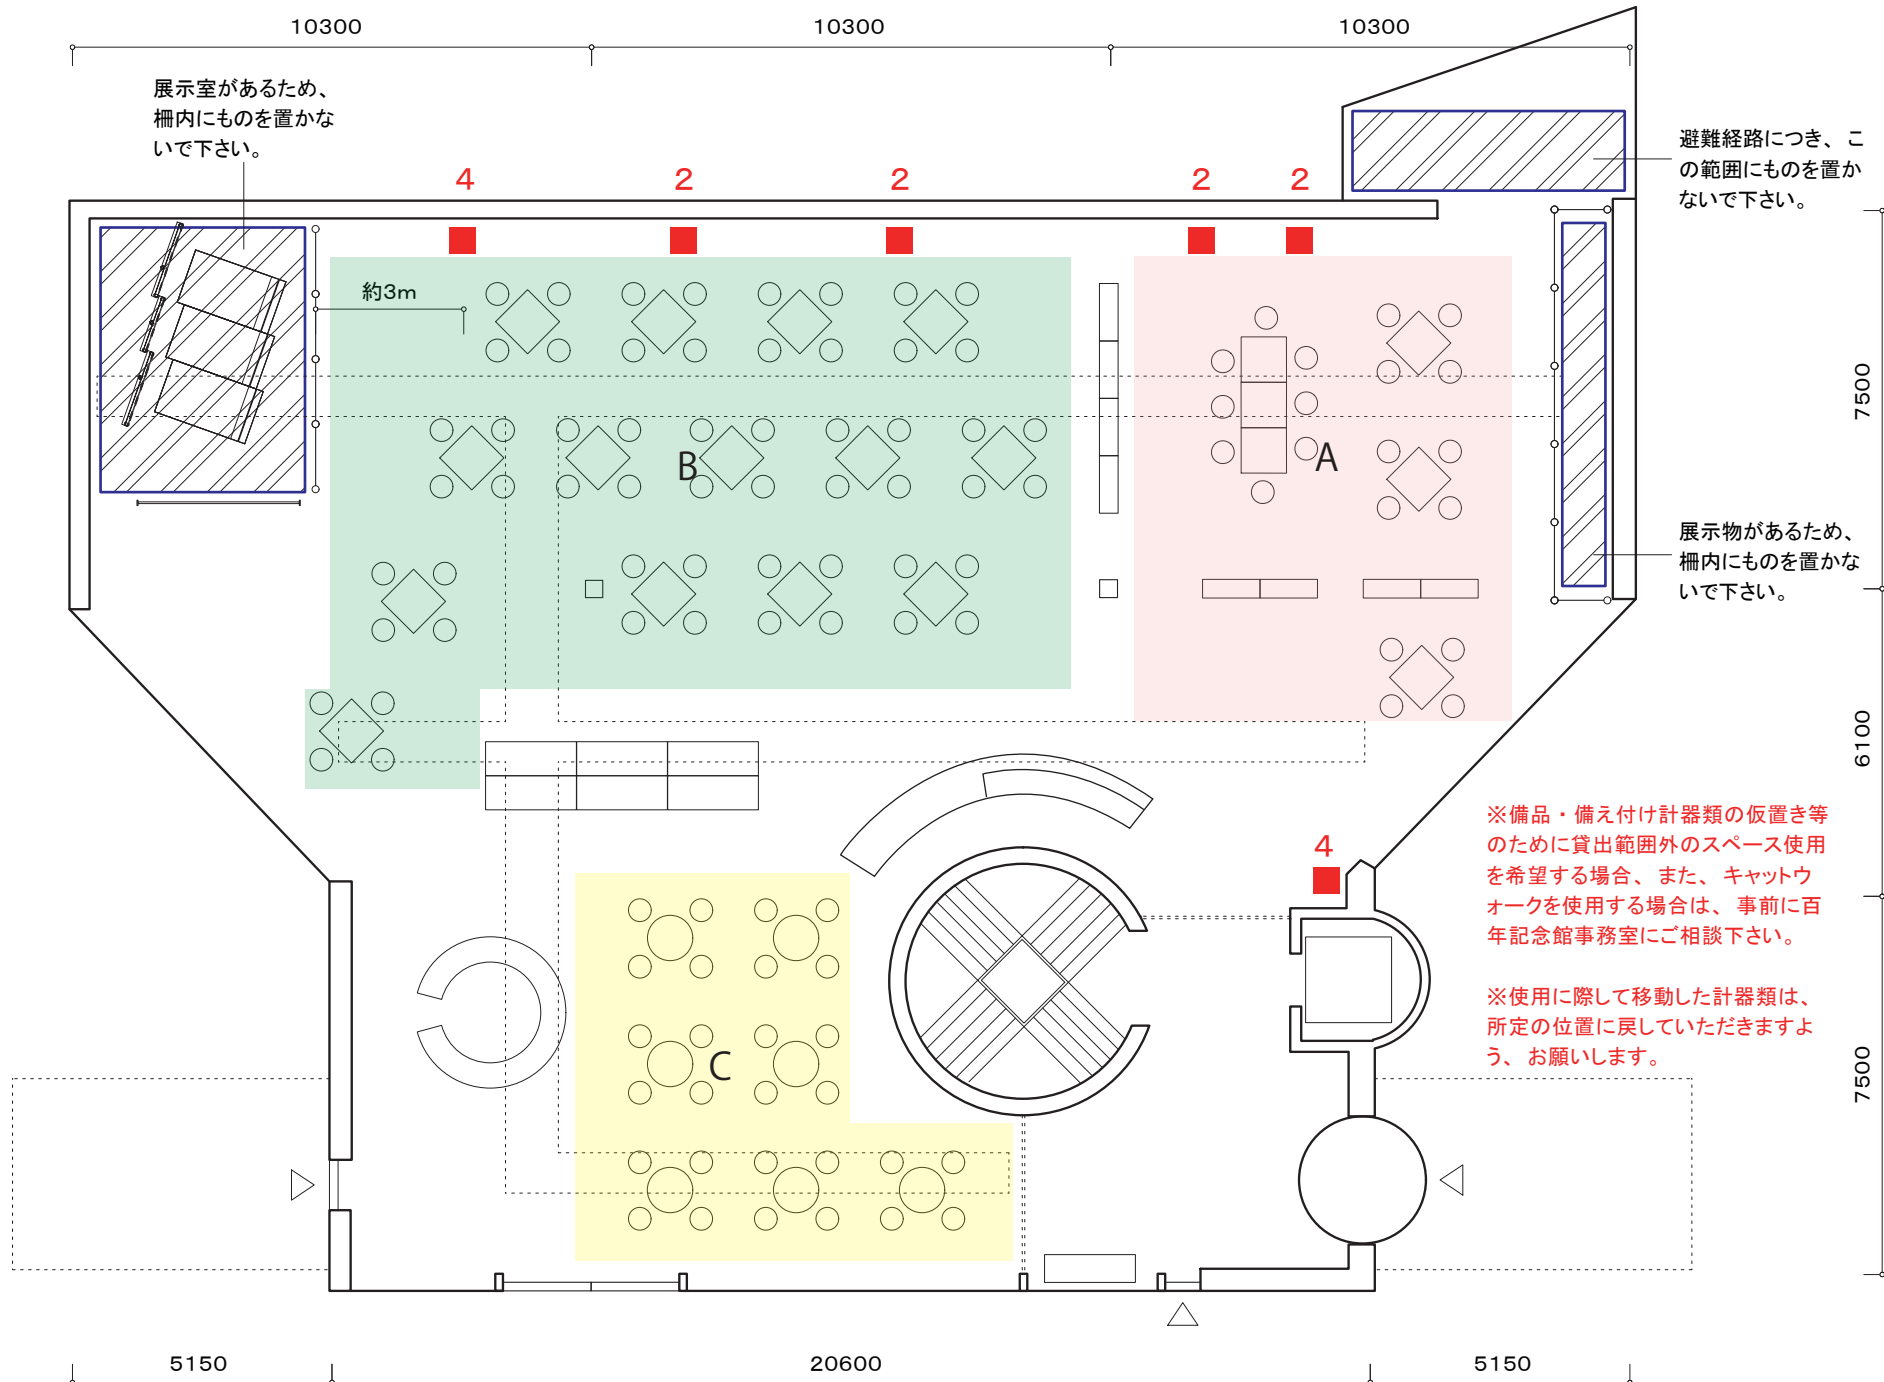 10300
10300
10300
展示室があるため、
柵内にものを置かな
いで下さい。
避難経路につき、こ
の範囲にものを置か
ないで下さい。
4
2
2
2
2
約3m
7500
B
A
展示物があるため、
柵内にものを置かな
いで下さい。
6100
※備品・備え付け計器類の仮置き等
のために貸出範囲外のスペース使用
を希望する場合、また、キャットウ
ォークを使用する場合は、事前に百
年記念館事務室にご相談下さい。
4
※使用に際して移動した計器類は、
所定の位置に戻していただきますよ
う、お願いします。
C
7500
5150
20600
5150